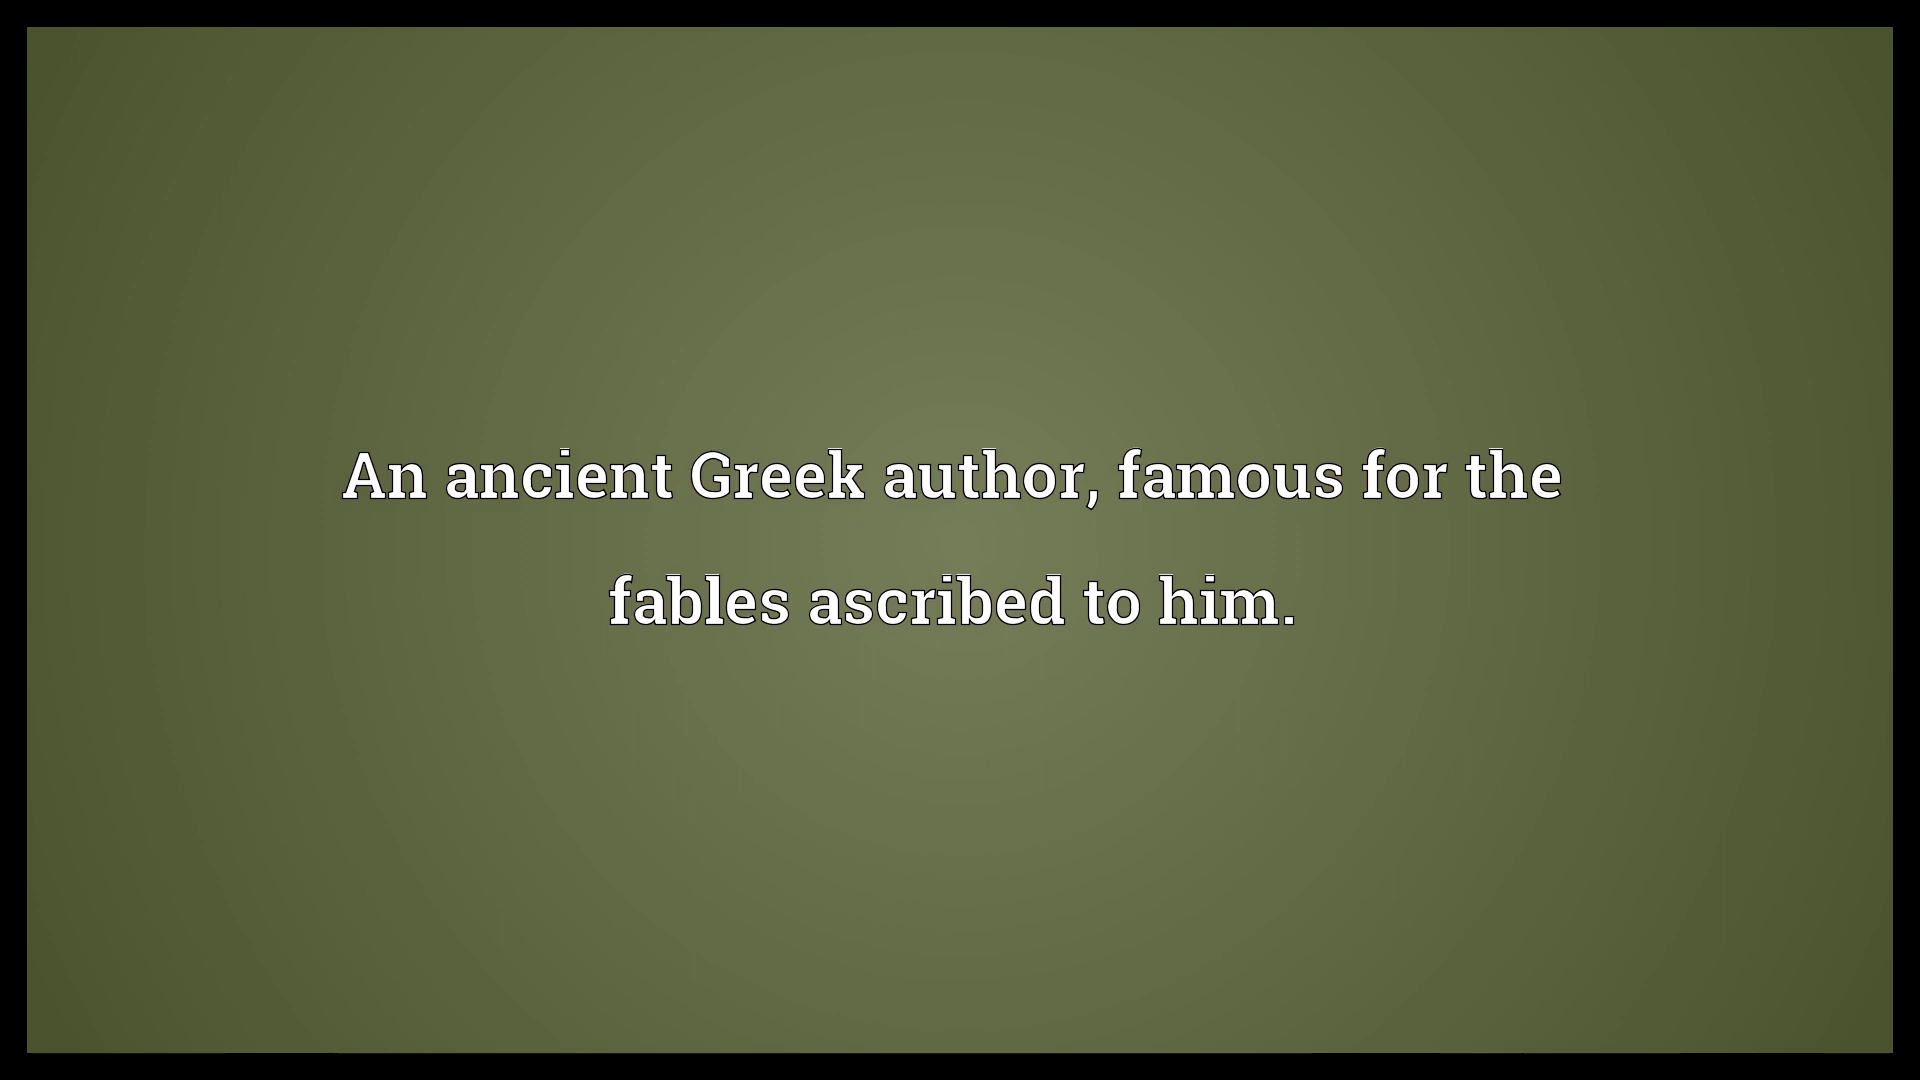 An ancient Greek author, famous for the
fables ascribed to him.